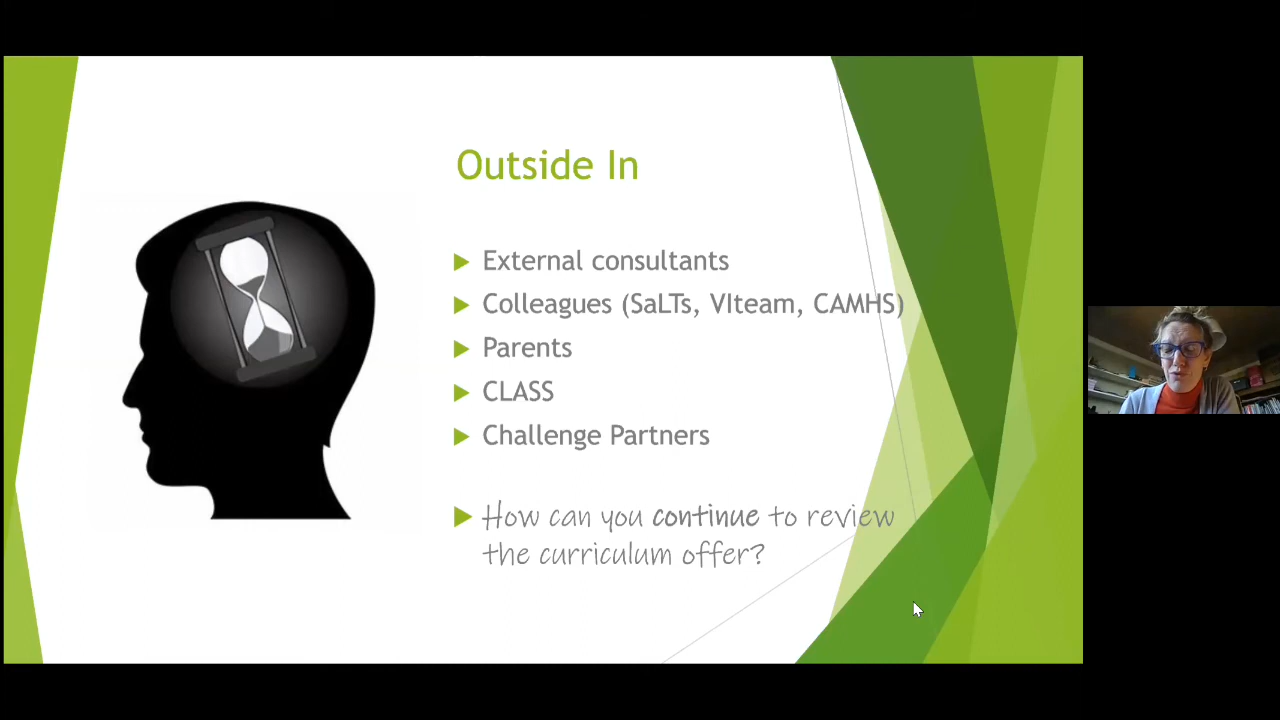 Outside In
External consultants
Colleagues (SaLTs, VIteam, CAMHS)
Parents
CLASS
Challenge Partners
How can you continue to review
the curriculum offer?